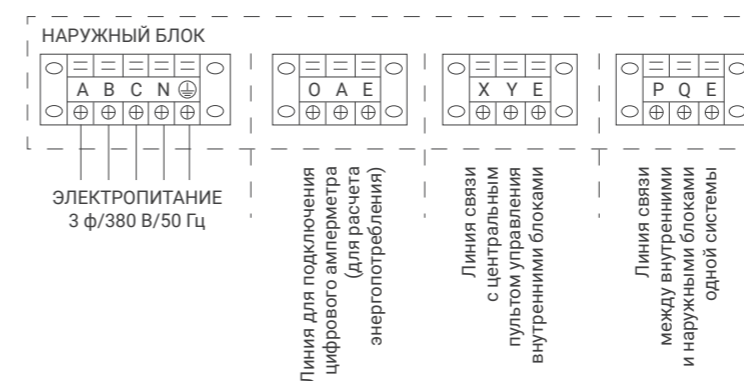 НАРУЖНЫЙ БЛОК
A B C N
O A E
X Y E
P Q E
ЭЛЕКТРОПИТАНИЕ
3 ф/380 В/50 Гц
Линия для подключения
цифрового амперметра
(для расчета
энергопотребления)
Линия связи
с центральным
пультом управления
внутренними блоками
Линия связи
между внутренними
и наружными блоками
одной системы